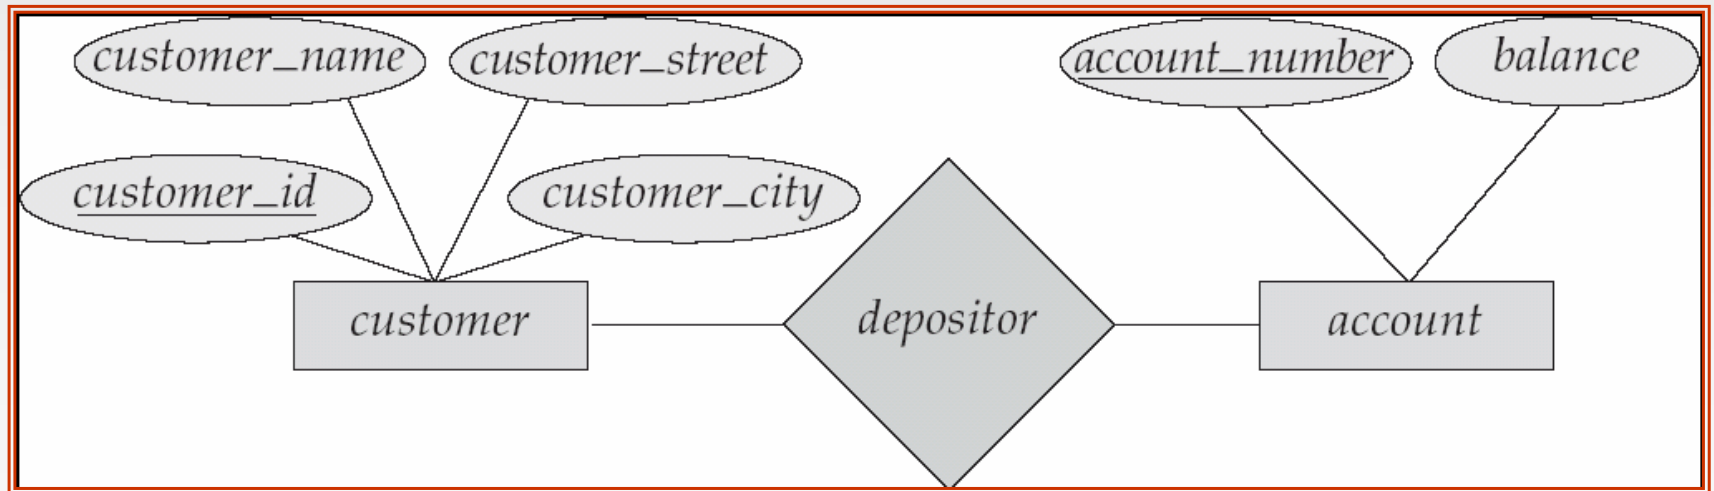 customer_name
customer_street
account_number
balance
customer_id
customer_city
customer
depositor
account